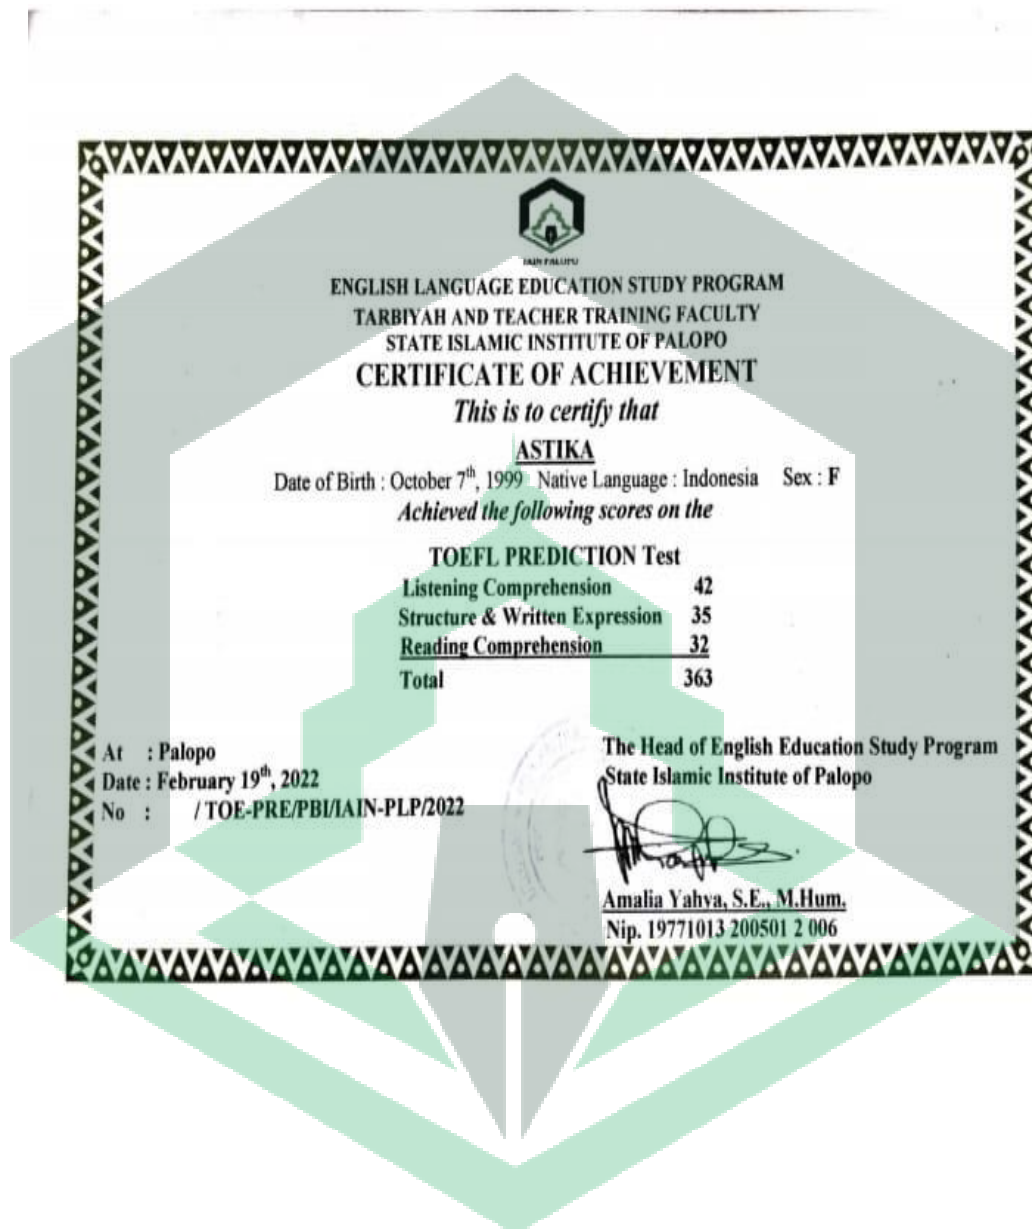 IAIN PALOPO
ENGLISH LANGUAGE EDUCATION STUDY PROGRAM
TARBIYAH AND TEACHER TRAINING FACULTY
STATE ISLAMIC INSTITUTE OF PALOPO
CERTIFICATE OF ACHIEVEMENT
This is to certify that
ASTIKA
Date of Birth : October 7th, 1999 Native Language : Indonesia Sex : F
Achieved the following scores on the
TOEFL PREDICTION Test
Listening Comprehension 42
Structure & Written Expression 35
Reading Comprehension 32
Total 363
At : Palopo
Date : February 19th, 2022
No : / TOE-PRE/PBI/IAIN-PLP/2022
The Head of English Education Study Program
State Islamic Institute of Palopo
Amalia Yahya, S.E., M.Hum.
Nip. 19771013 200501 2 006